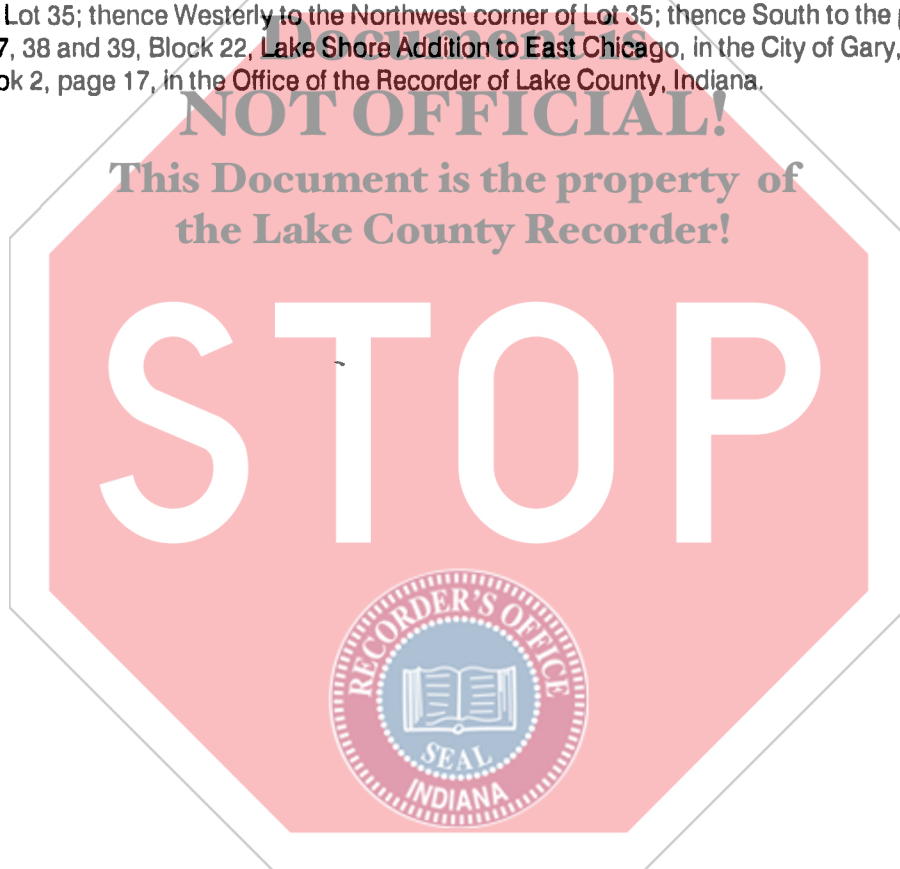 Lot 35; thence Westerly to the Northwest corner of Lot 35; thence South to the
7, 38 and 39, Block 22, Lake Shore Addition to East Chicago, in the City of Gary,
ok 2, page 17, in the Office of the Recorder of Lake County, Indiana.
Document is
NOT OFFICIAL!
This Document is the property of
the Lake County Recorder!
STOP
RECORDER'S OFFICE
SEAL
INDIANA